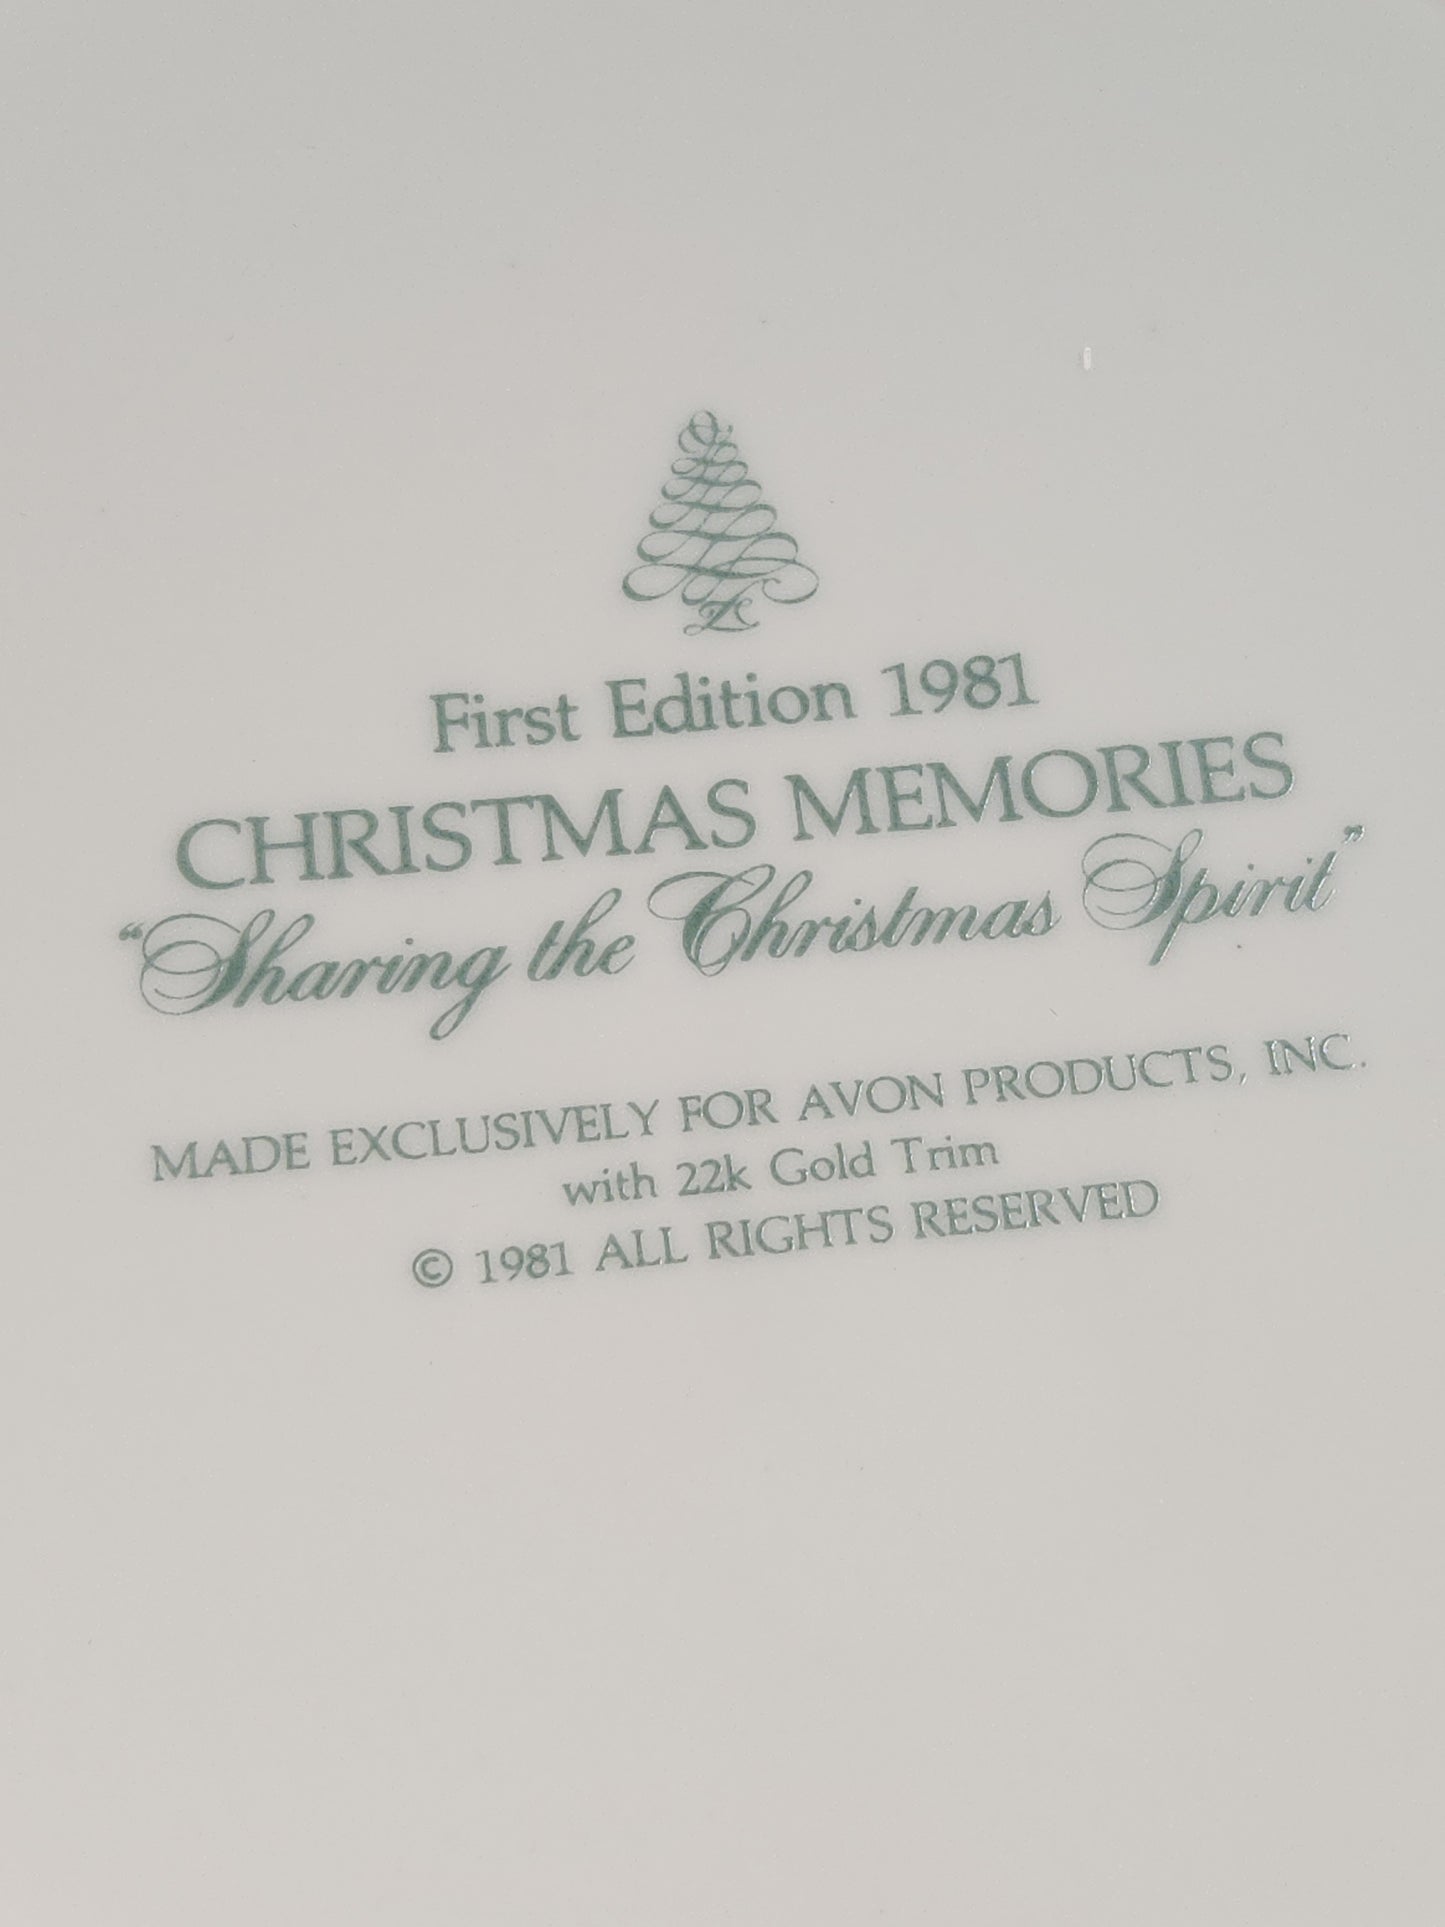 First Edition 1981
CHRISTMAS MEMORIES
“Sharing the Christmas Spirit”
MADE EXCLUSIVELY FOR AVON PRODUCTS, INC.
with 22k Gold Trim
© 1981 ALL RIGHTS RESERVED